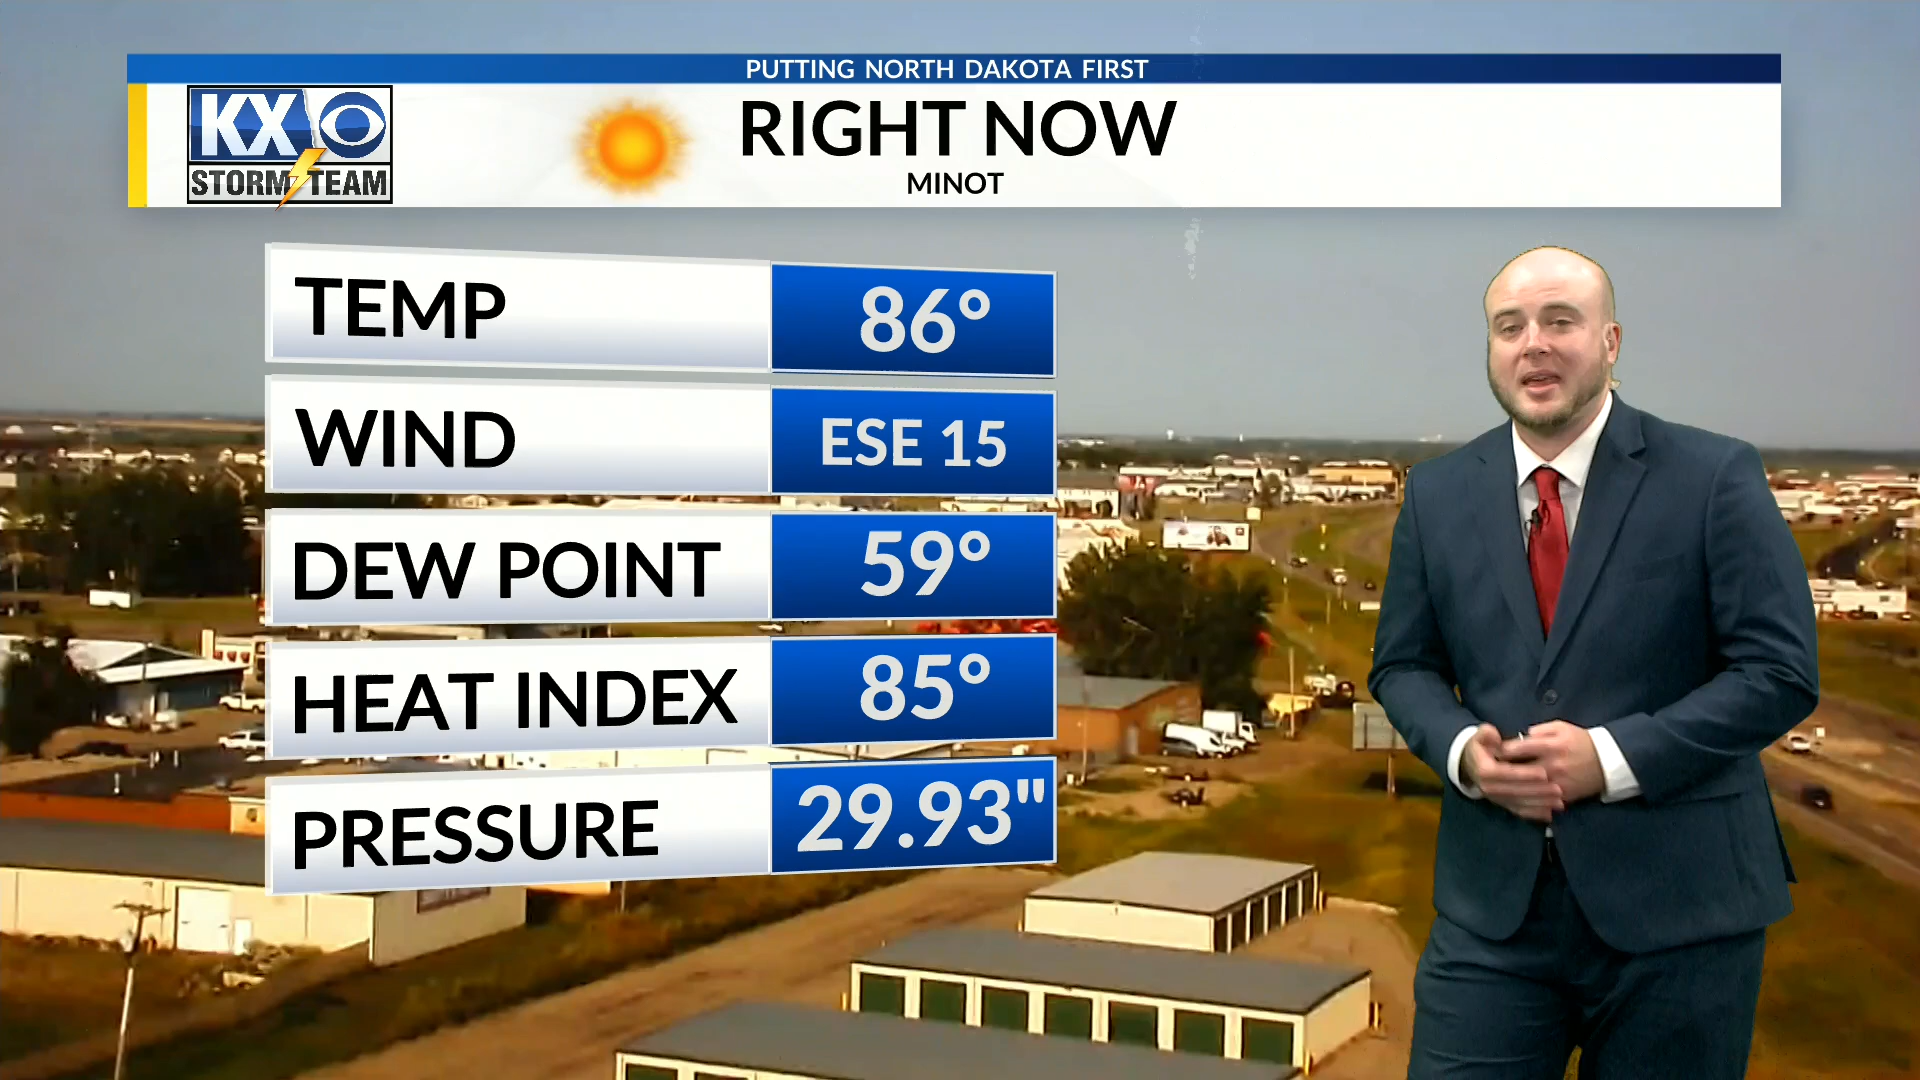 PUTTING NORTH DAKOTA FIRST
KX
STORM TEAM
RIGHT NOW
MINOT
TEMP 86°
WIND ESE 15
DEW POINT 59°
HEAT INDEX 85°
PRESSURE 29.93"